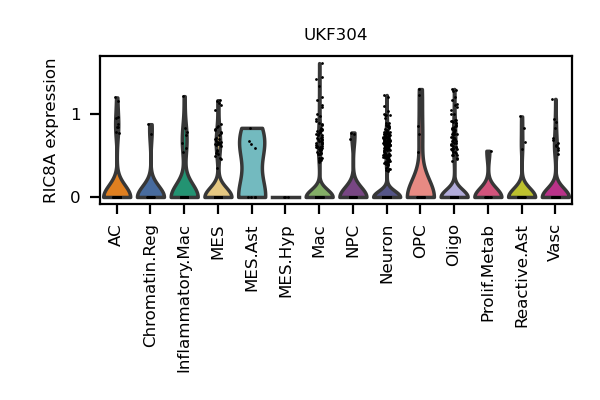 UKF304
RIC8A expression
1
0
AC
Chromatin.Reg
Inflammatory.Mac
MES
MES.Ast
MES.Hyp
Mac
NPC
Neuron
OPC
Oligo
Prolif.Metab
Reactive.Ast
Vasc